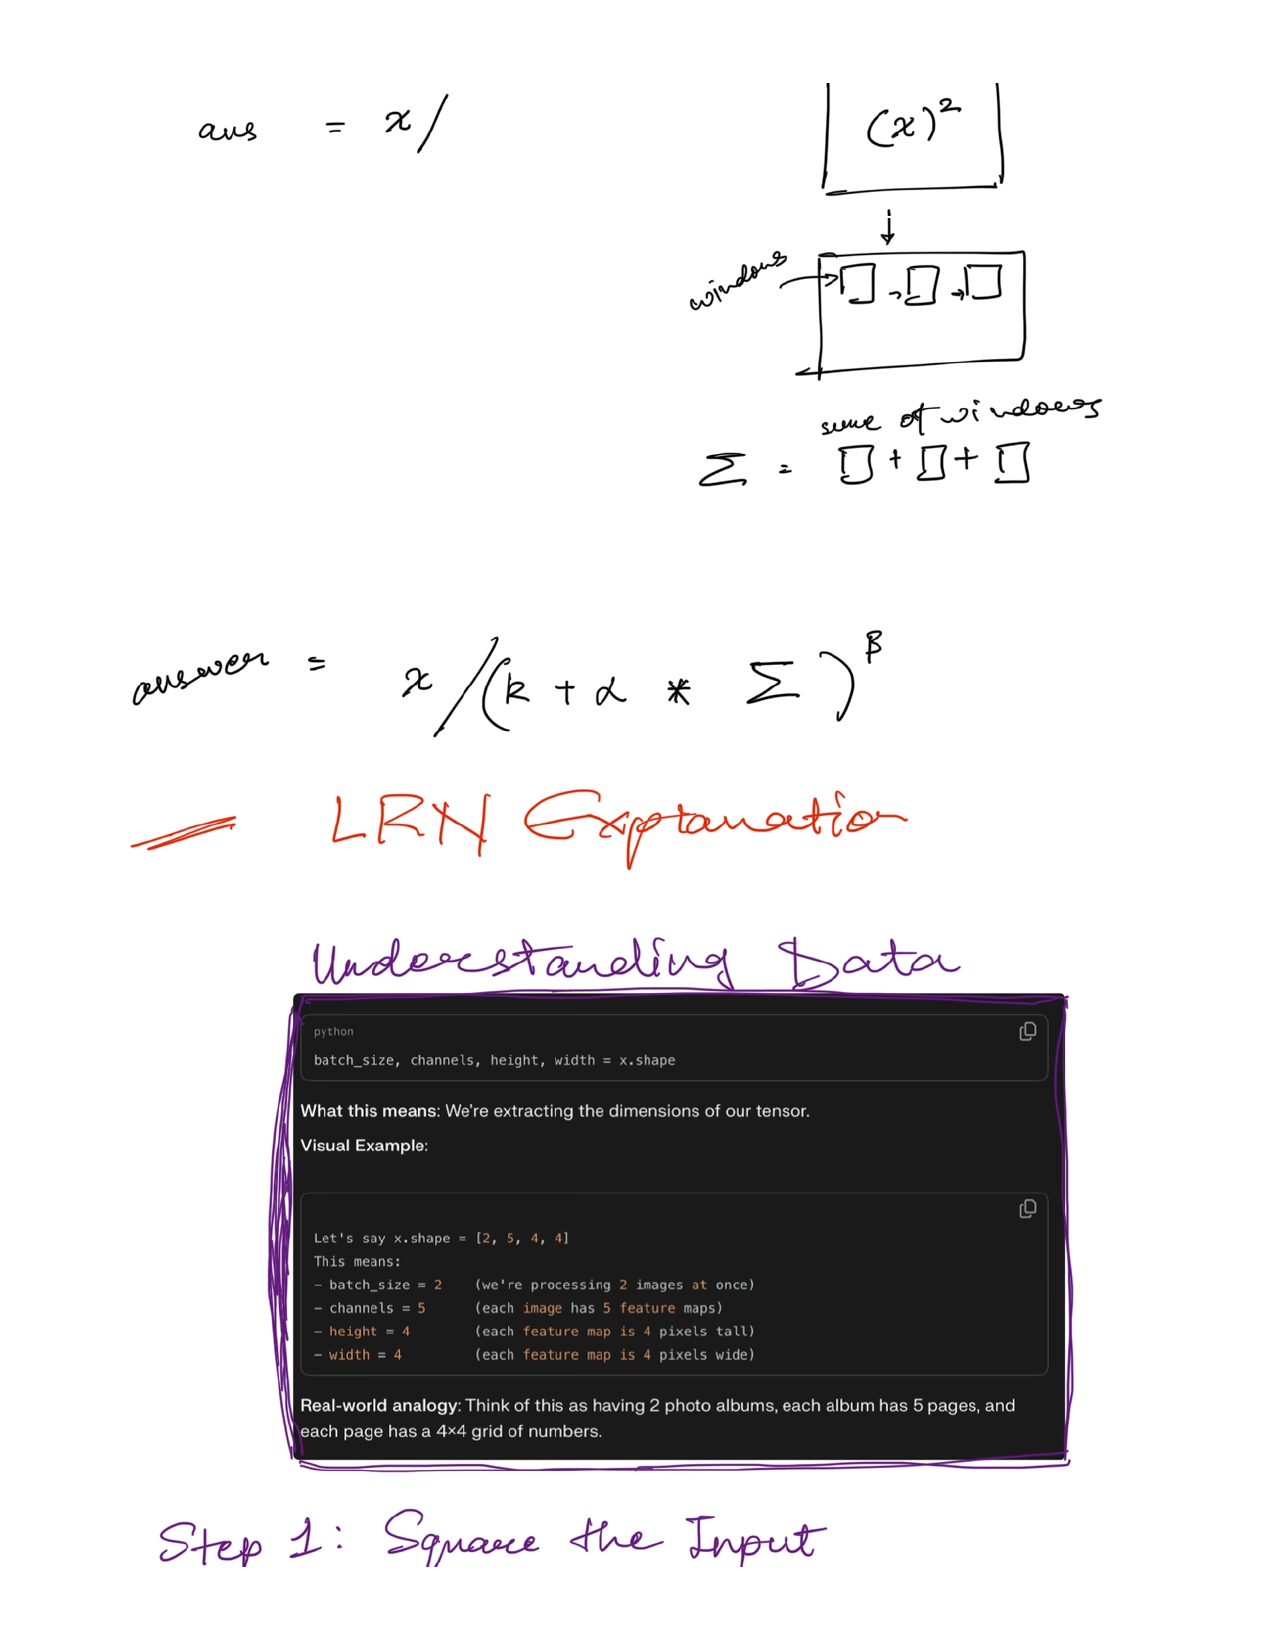 ans = x/
(x)²
windows
sum of windows
Σ = □ + □ + □
answer = x/(k + α * Σ)^β
LRN Explanation
Understanding Data
python
batch_size, channels, height, width = x.shape
What this means: We're extracting the dimensions of our tensor.
Visual Example:
Let's say x.shape = [2, 5, 4, 4]
This means:
- batch_size = 2 (we're processing 2 images at once)
- channels = 5 (each image has 5 feature maps)
- height = 4 (each feature map is 4 pixels tall)
- width = 4 (each feature map is 4 pixels wide)
Real-world analogy: Think of this as having 2 photo albums, each album has 5 pages, and
each page has a 4×4 grid of numbers.
Step 1: Square the Input